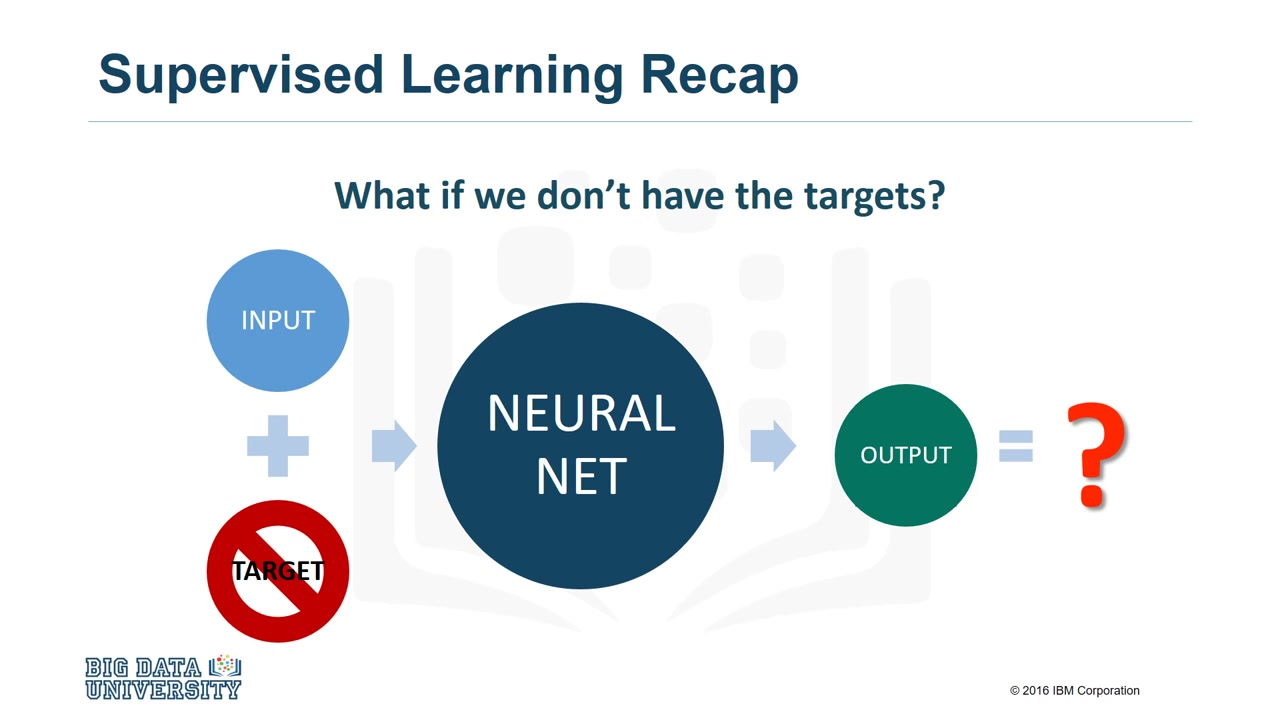 Supervised Learning Recap
What if we don’t have the targets?
INPUT
TARGET
NEURAL
NET
OUTPUT
?
BIG DATA
UNIVERSITY
© 2016 IBM Corporation